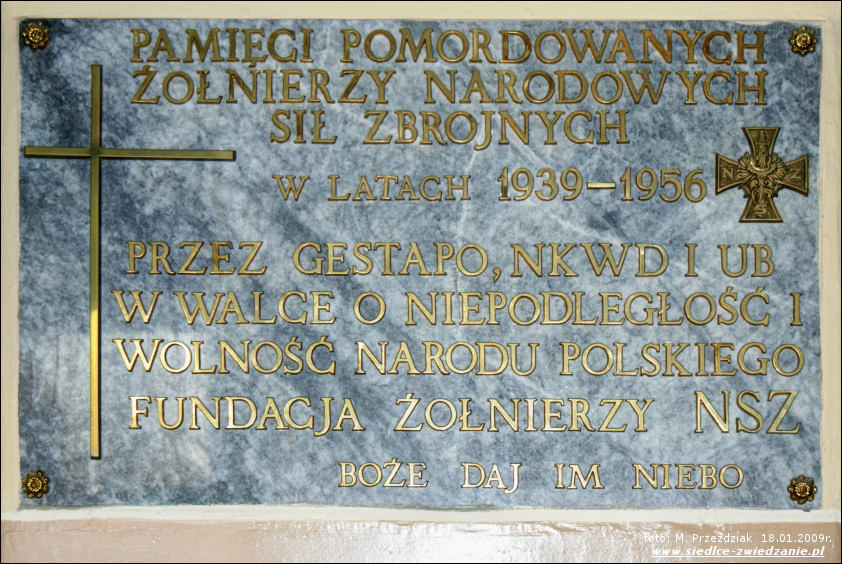 PAMIĘCI POMORDOWANYCH
ŻOŁNIERZY NARODOWYCH
SIŁ ZBROJNYCH
W LATACH 1939–1956
N Z
PRZEZ GESTAPO, NKWD I UB
W WALCE O NIEPODLEGŁOŚĆ I
WOLNOŚĆ NARODU POLSKIEGO
FUNDACJA ŻOŁNIERZY NSZ
BOŻE DAJ IM NIEBO
foto: M. Przeździak 18.01.2009r.
www.siedlce-zwiedzanie.pl